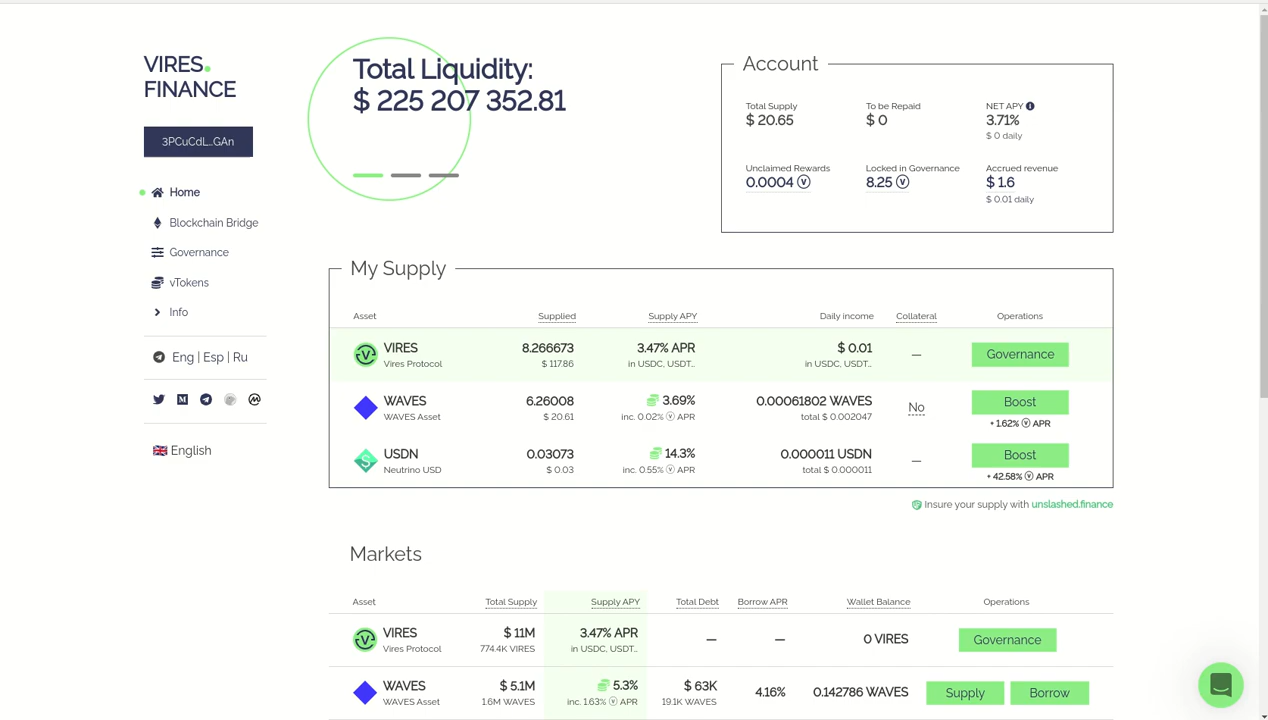 VIRES.
FINANCE
3PCuCdL...GAn
Home
Blockchain Bridge
Governance
vTokens
Info
Eng | Esp | Ru
English
Total Liquidity:
$ 225 207 352.81
Account
Total Supply To be Repaid NET APY
$ 20.65 $ 0 3.71%
$ 0 daily
Unclaimed Rewards Locked in Governance Accrued revenue
0.0004 8.25 $ 1.6
$ 0.01 daily
My Supply
Asset Supplied Supply APY Daily income Collateral Operations
VIRES 8.266673 3.47% APR $ 0.01 — Governance
Vires Protocol $ 117.86 in USDC, USDT... in USDC, USDT...
WAVES 6.26008 3.69% 0.00061802 WAVES No Boost
WAVES Asset $ 20.61 inc. 0.02% APR total $ 0.002047 + 1.62% APR
USDN 0.03073 14.3% 0.000011 USDN — Boost
Neutrino USD $ 0.03 inc. 0.55% APR total $ 0.000011 + 42.58% APR
Insure your supply with unslashed.finance
Markets
Asset Total Supply Supply APY Total Debt Borrow APR Wallet Balance Operations
VIRES $ 11M 3.47% APR — — 0 VIRES Governance
Vires Protocol 774.4K VIRES in USDC, USDT...
WAVES $ 5.1M 5.3% $ 63K 4.16% 0.142786 WAVES Supply Borrow
WAVES Asset 1.6M WAVES inc. 1.63% APR 19.1K WAVES